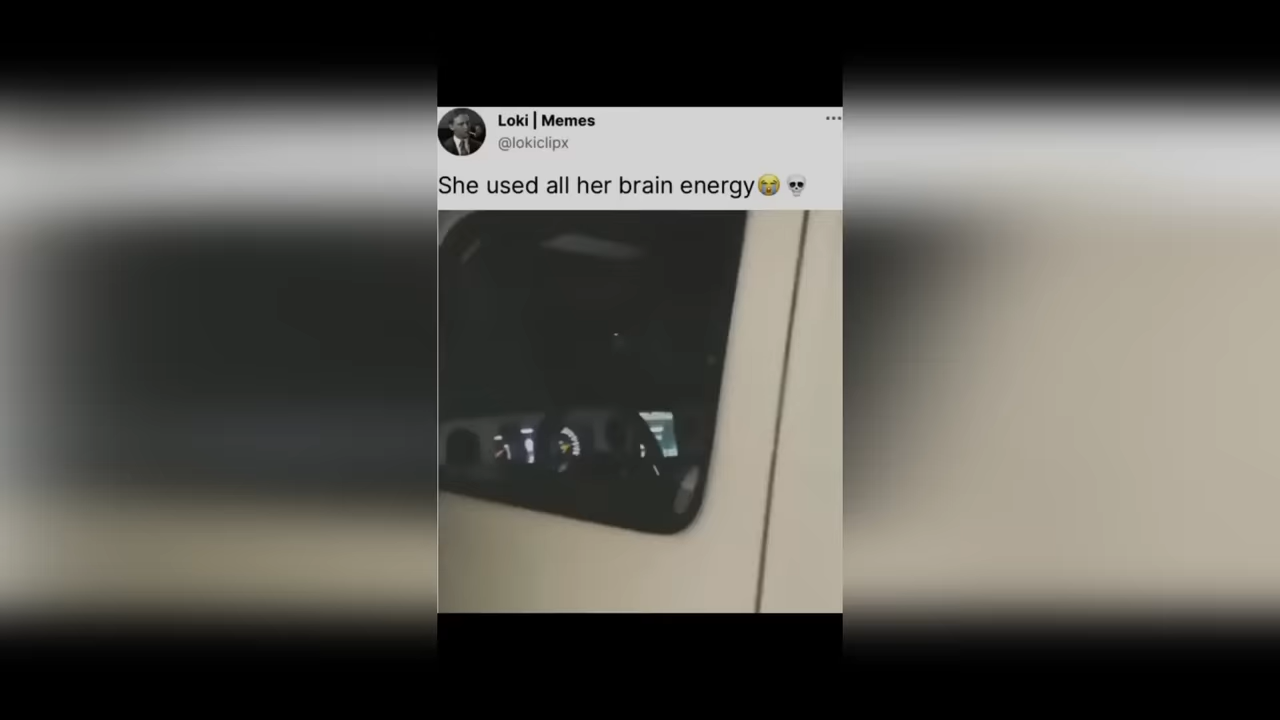 Loki | Memes
@lokiclipx
She used all her brain energy😭💀